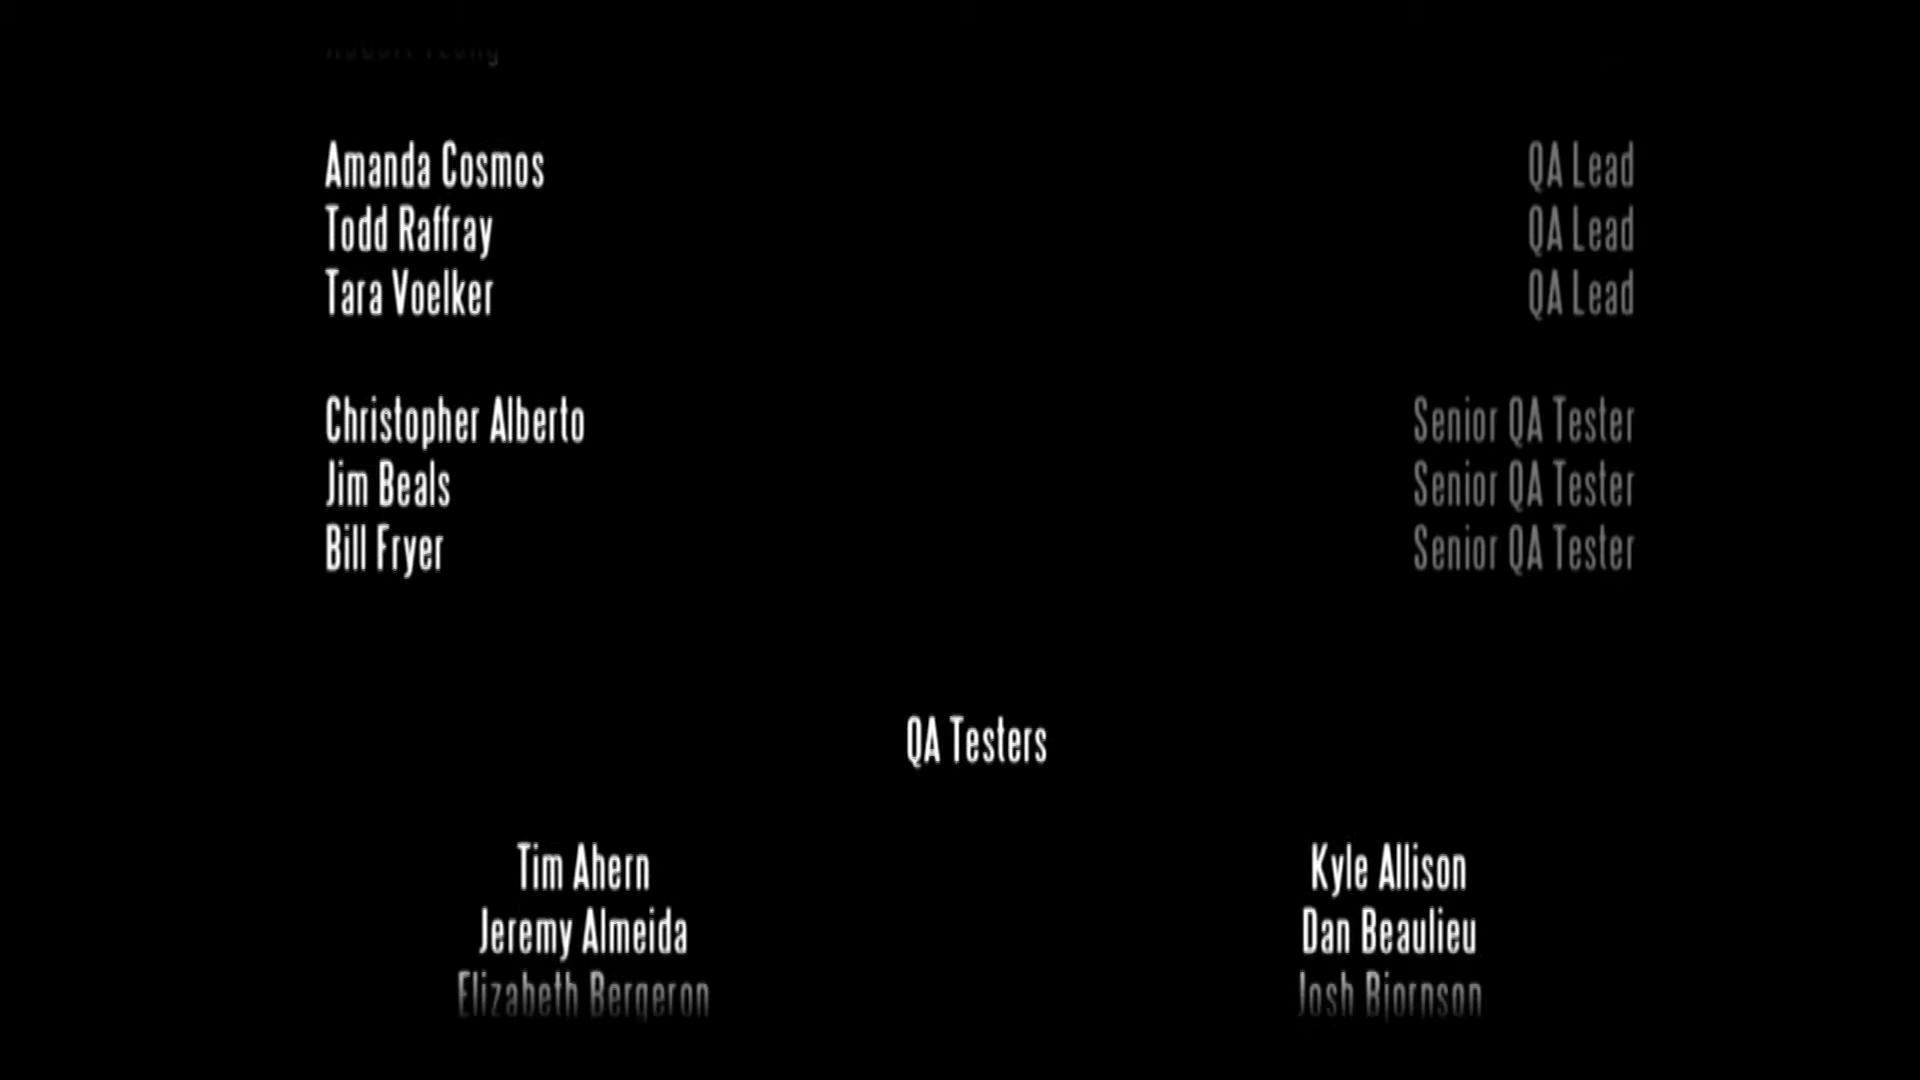 Amanda Cosmos QA Lead
Todd Raffray QA Lead
Tara Voelker QA Lead
Christopher Alberto Senior QA Tester
Jim Beals Senior QA Tester
Bill Fryer Senior QA Tester
QA Testers
Tim Ahern Kyle Allison
Jeremy Almeida Dan Beaulieu
Elizabeth Bergeron Josh Bjornson